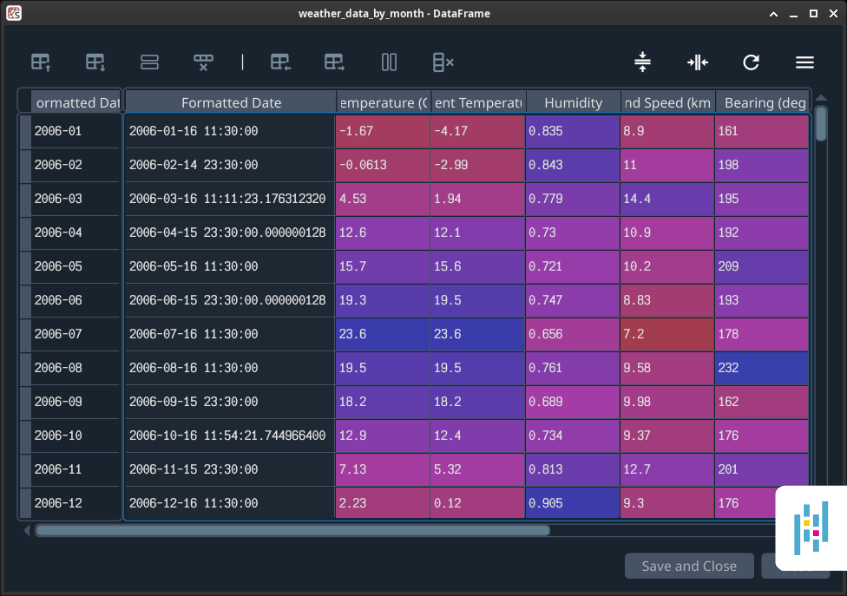 weather_data_by_month - DataFrame
ormatted Dat Formatted Date emperature (C ent Temperatu Humidity nd Speed (km Bearing (deg
2006-01 2006-01-16 11:30:00 -1.67 -4.17 0.835 8.9 161
2006-02 2006-02-14 23:30:00 -0.0613 -2.99 0.843 11 198
2006-03 2006-03-16 11:11:23.176312320 4.53 1.94 0.779 14.4 195
2006-04 2006-04-15 23:30:00.000000128 12.6 12.1 0.73 10.9 192
2006-05 2006-05-16 11:30:00 15.7 15.6 0.721 10.2 209
2006-06 2006-06-15 23:30:00.000000128 19.3 19.5 0.747 8.83 193
2006-07 2006-07-16 11:30:00 23.6 23.6 0.656 7.2 178
2006-08 2006-08-16 11:30:00 19.5 19.5 0.761 9.58 232
2006-09 2006-09-15 23:30:00 18.2 18.2 0.689 9.98 162
2006-10 2006-10-16 11:54:21.744966400 12.9 12.4 0.734 9.37 176
2006-11 2006-11-15 23:30:00 7.13 5.32 0.813 12.7 201
2006-12 2006-12-16 11:30:00 2.23 0.12 0.905 9.3 176
Save and Close